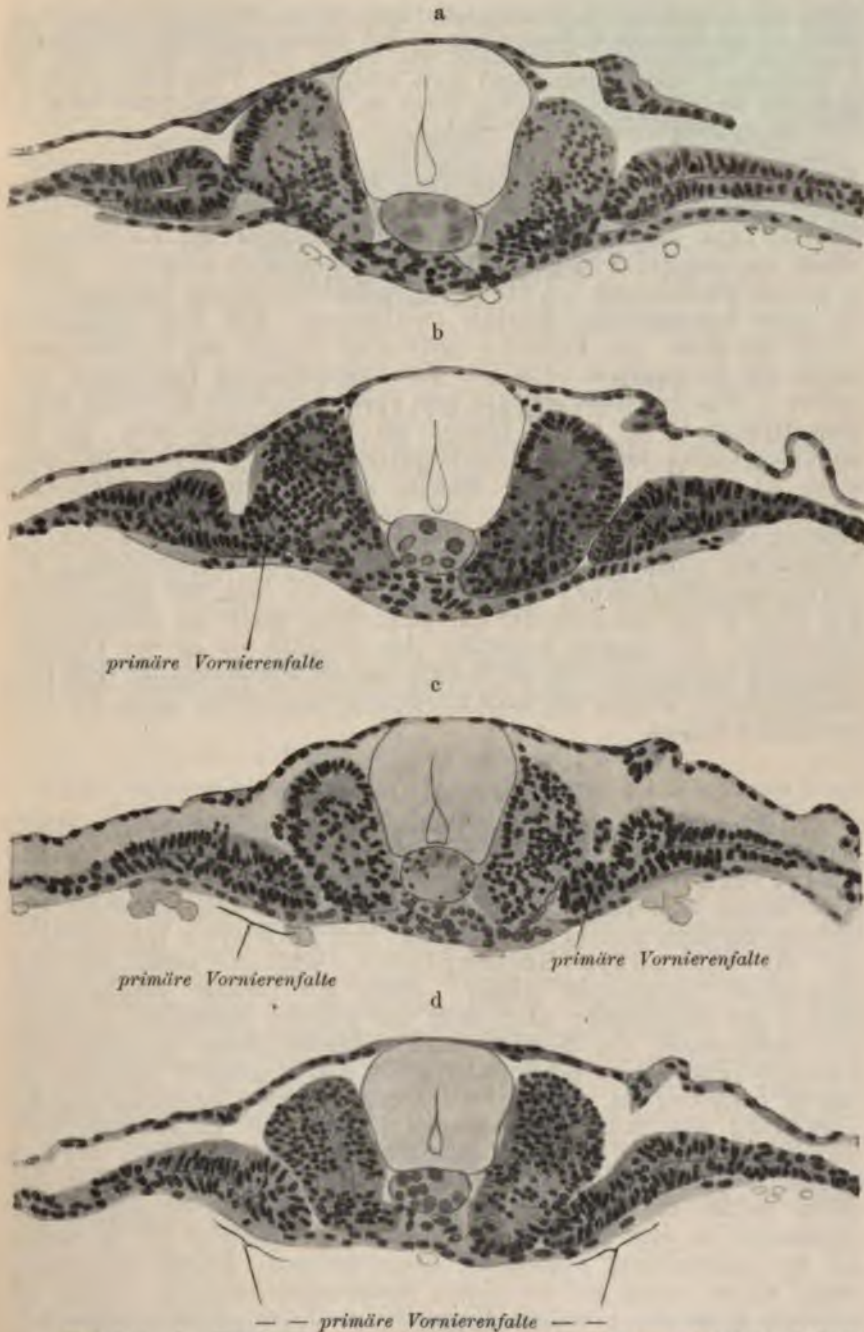 a
b
primäre Vornierenfalte
c
primäre Vornierenfalte
primäre Vornierenfalte
d
— — primäre Vornierenfalte — —